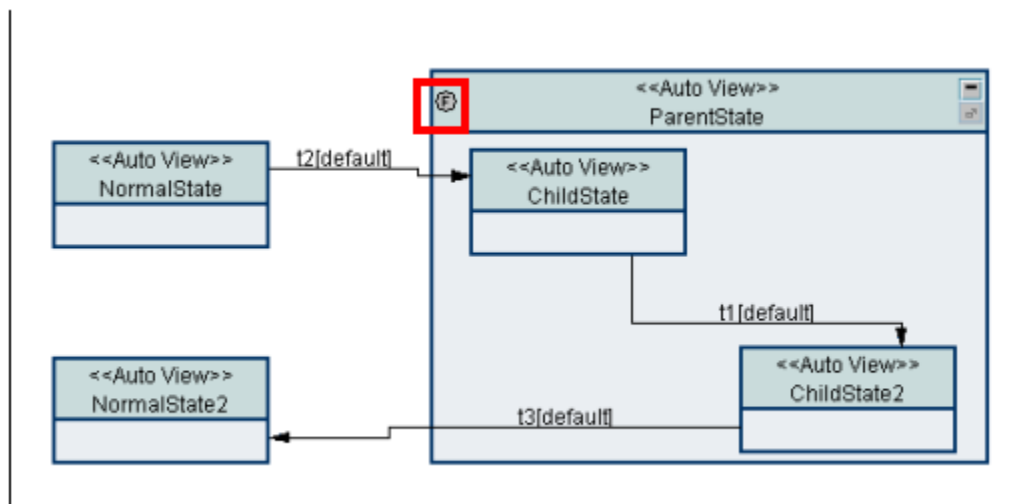 <<Auto View>>
ParentState
F
<<Auto View>>
NormalState
t2[default]
<<Auto View>>
ChildState
t1[default]
<<Auto View>>
NormalState2
t3[default]
<<Auto View>>
ChildState2